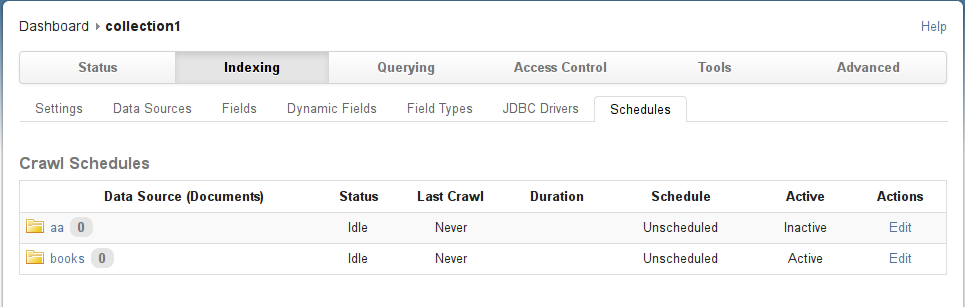 Dashboard collection1 Help
Status Indexing Querying Access Control Tools Advanced
Settings Data Sources Fields Dynamic Fields Field Types JDBC Drivers Schedules
Crawl Schedules
Data Source (Documents) Status Last Crawl Duration Schedule Active Actions
aa 0 Idle Never Unscheduled Inactive Edit
books 0 Idle Never Unscheduled Active Edit